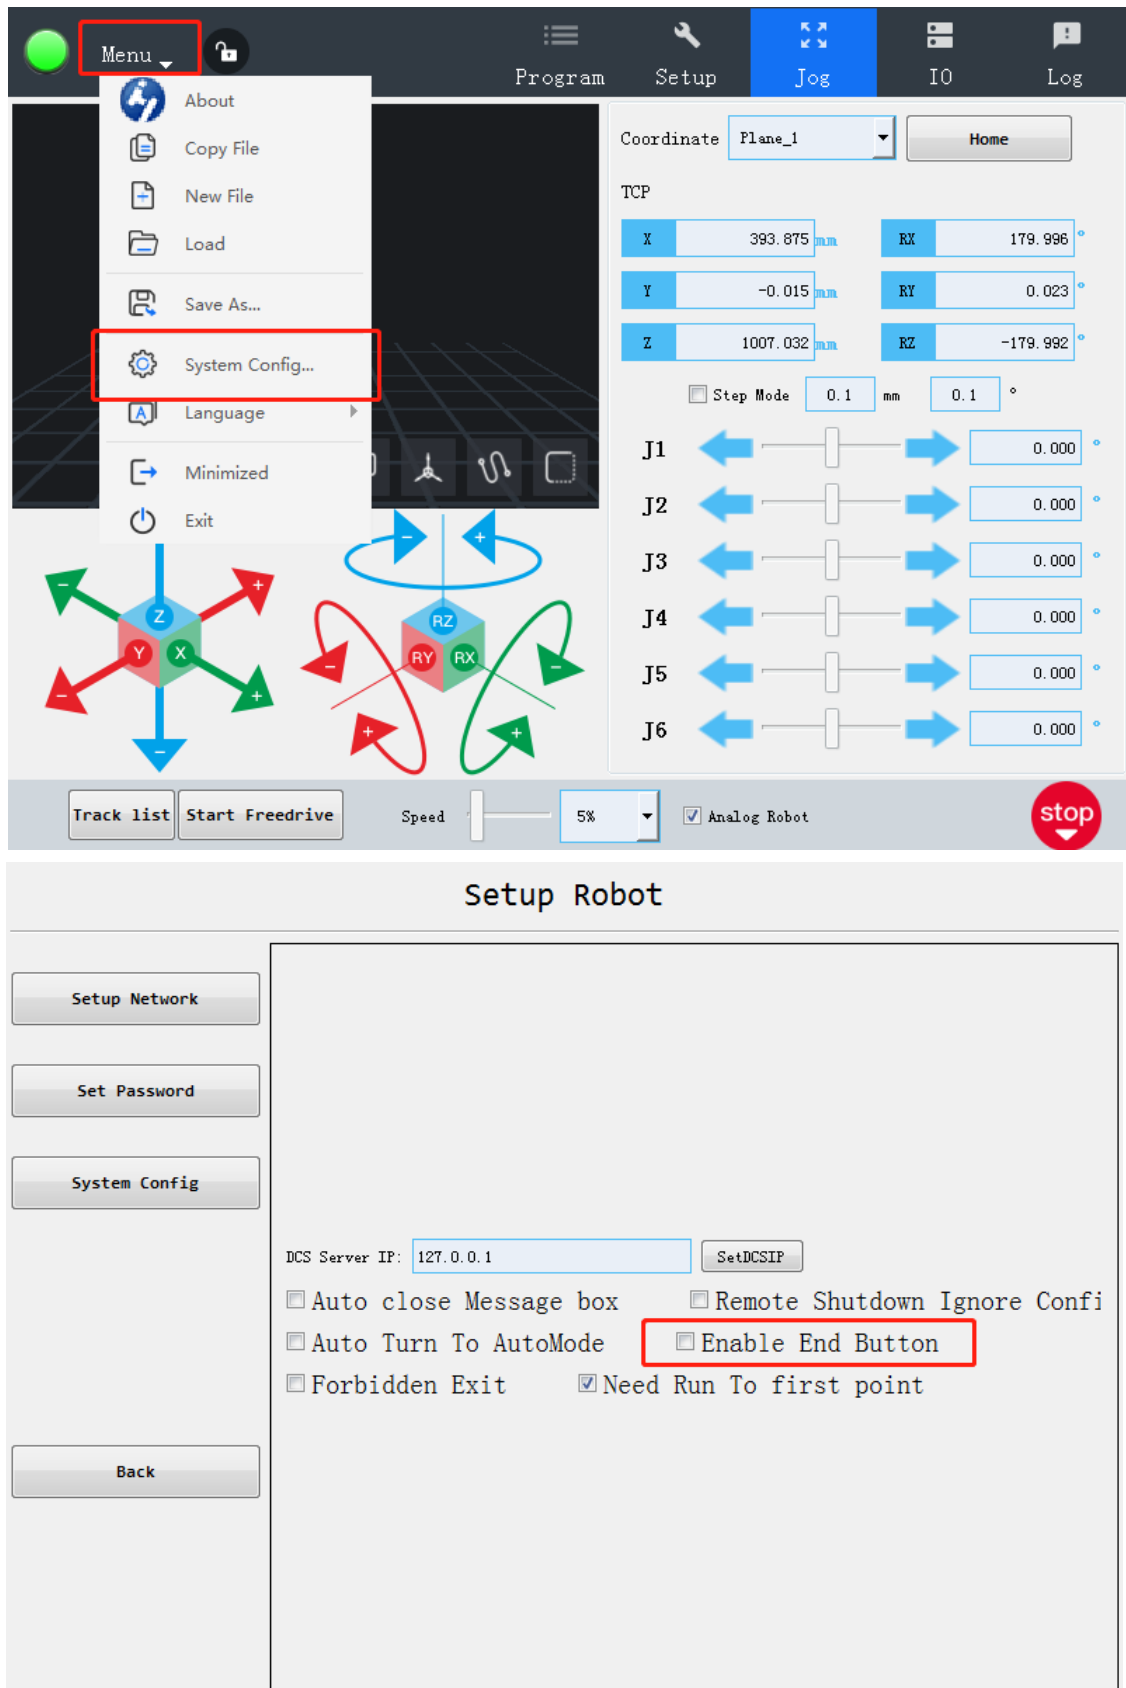 Menu
Program Setup Jog IO Log
About
Copy File
New File
Load
Save As...
System Config...
Language
Minimized
Exit
Coordinate Plane_1 Home
TCP
X 393.875 mm RX 179.996 °
Y -0.015 mm RY 0.023 °
Z 1007.032 mm RZ -179.992 °
Step Mode 0.1 mm 0.1 °
J1 0.000 °
J2 0.000 °
J3 0.000 °
J4 0.000 °
J5 0.000 °
J6 0.000 °
- +
- +
Z
Y X
- +
-
RZ
RY RX
- -
+ +
Track list Start Freedrive Speed 5% Analog Robot stop
Setup Robot
Setup Network
Set Password
System Config
DCS Server IP: 127.0.0.1 SetDCSIP
Auto close Message box Remote Shutdown Ignore Confi
Auto Turn To AutoMode Enable End Button
Forbidden Exit Need Run To first point
Back